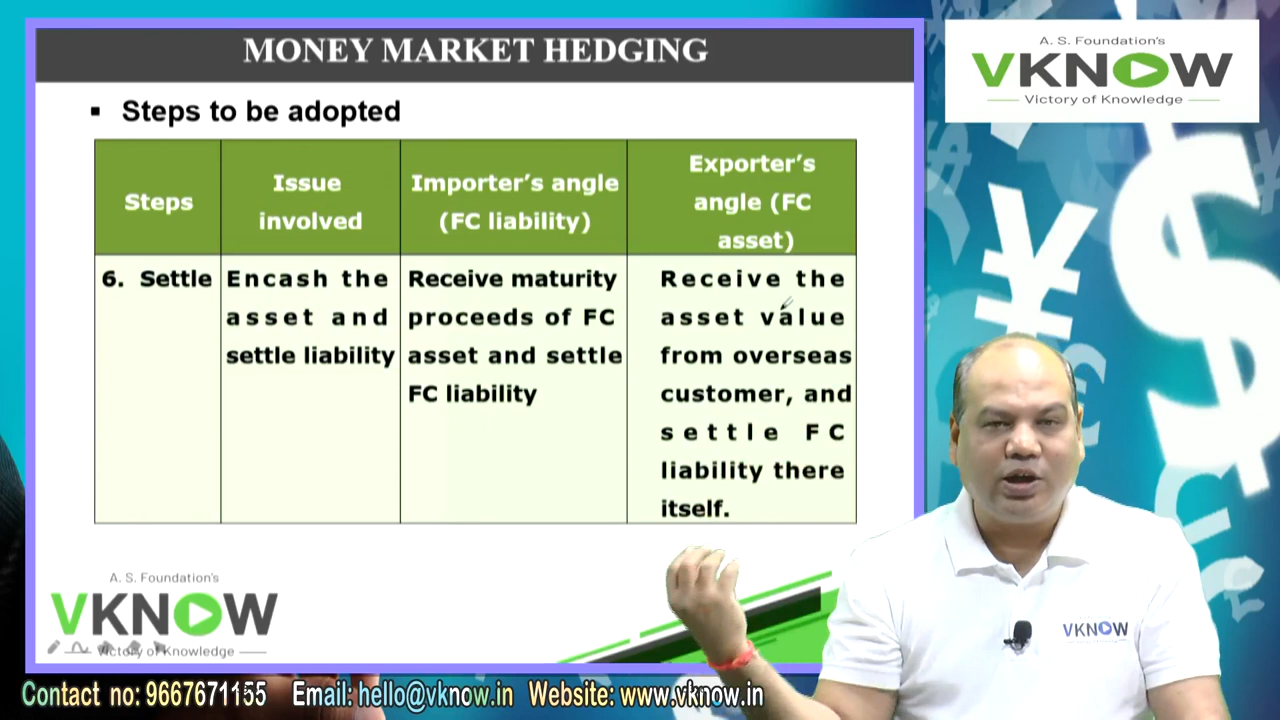 MONEY MARKET HEDGING
A. S. Foundation's
VKNOW
Victory of Knowledge
▪ Steps to be adopted
Steps
Issue
involved
Importer's angle
(FC liability)
Exporter's
angle (FC
asset)
6. Settle
Encash the
asset and
settle liability
Receive maturity
proceeds of FC
asset and settle
FC liability
Receive the
asset value
from overseas
customer, and
settle FC
liability there
itself.
A. S. Foundation's
VKNOW
Victory of Knowledge
VKNOW
Contact no: 9667671155 Email: hello@vknow.in Website: www.vknow.in